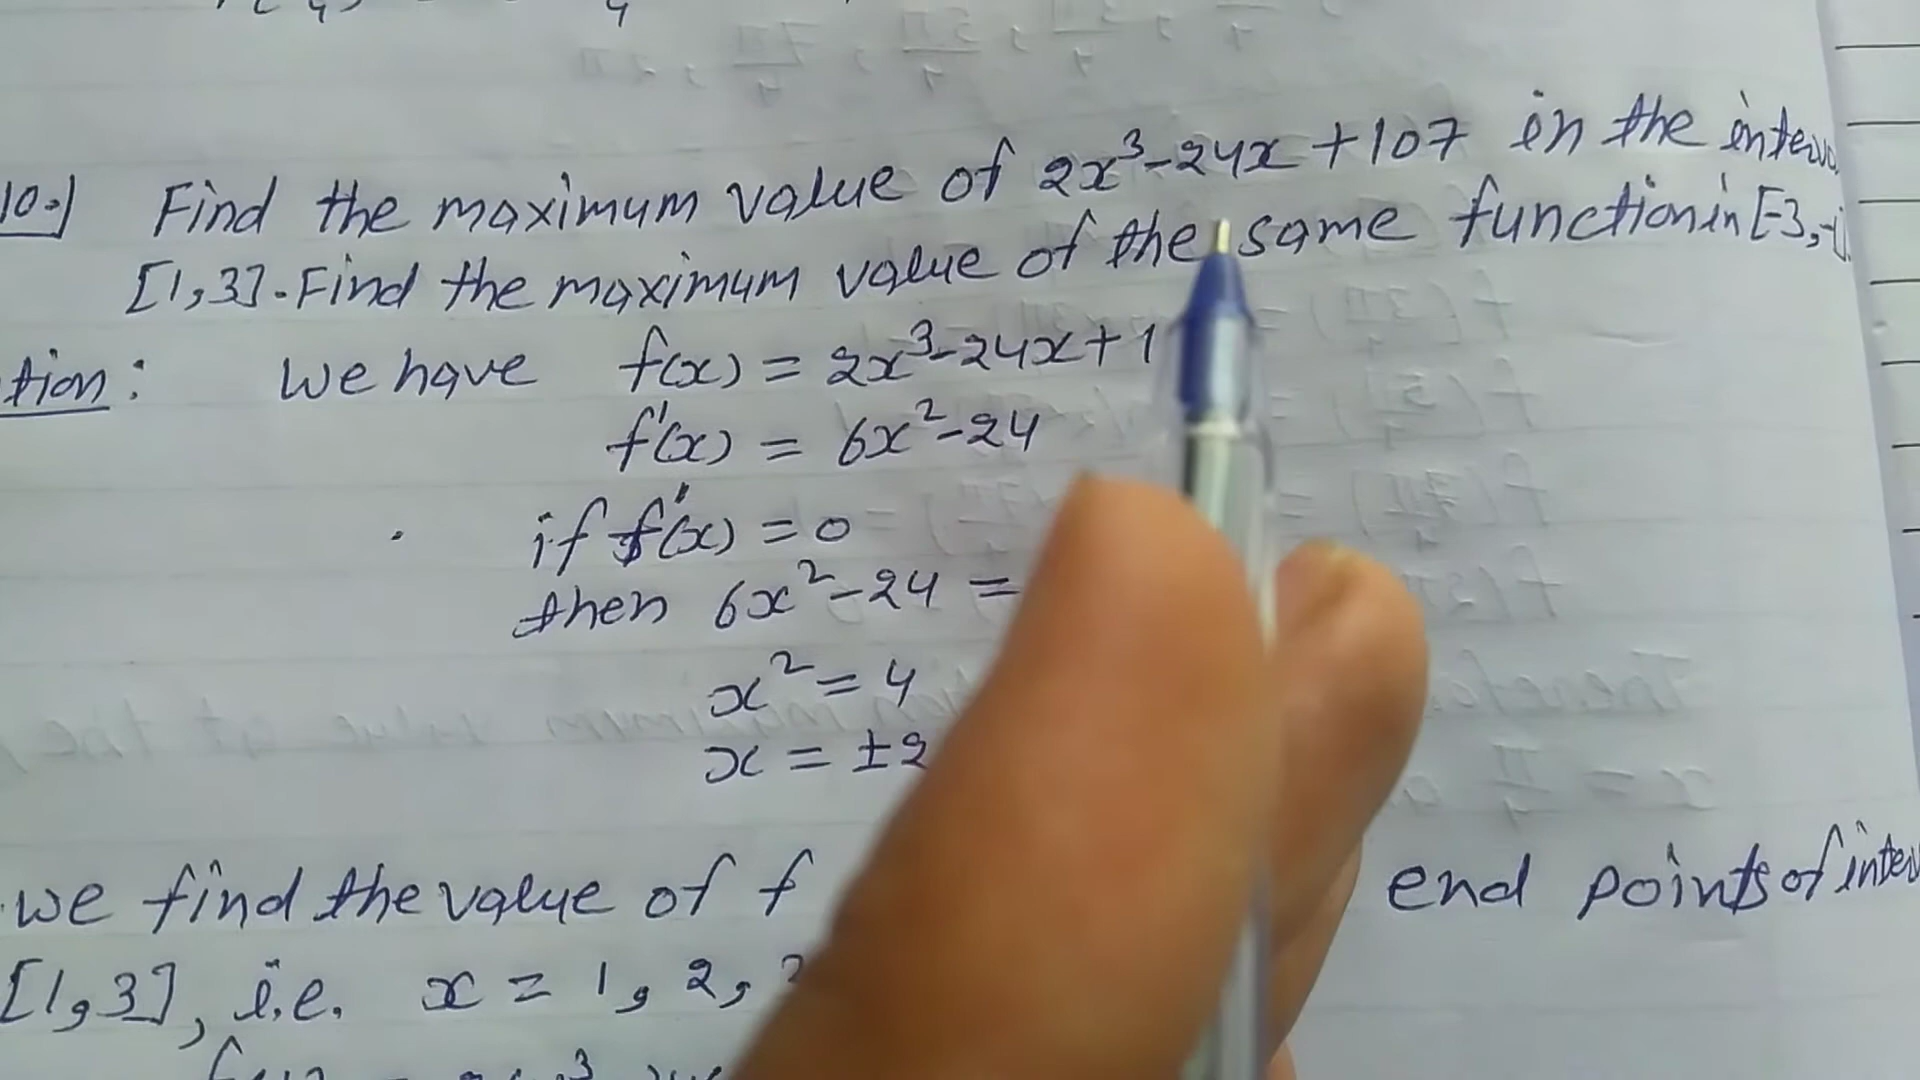 10.) Find the maximum value of 2x³-24x+107 in the
[1,3]. Find the maximum value of the same function in [-3,-1].
tion: We have f(x) = 2x³-24x+1
f'(x) = 6x²-24
if f'(x) = 0
then 6x²-24 =
x² = 4
x = ±2
we find the value of f end points of
[1,3], i.e. x = 1, 2,